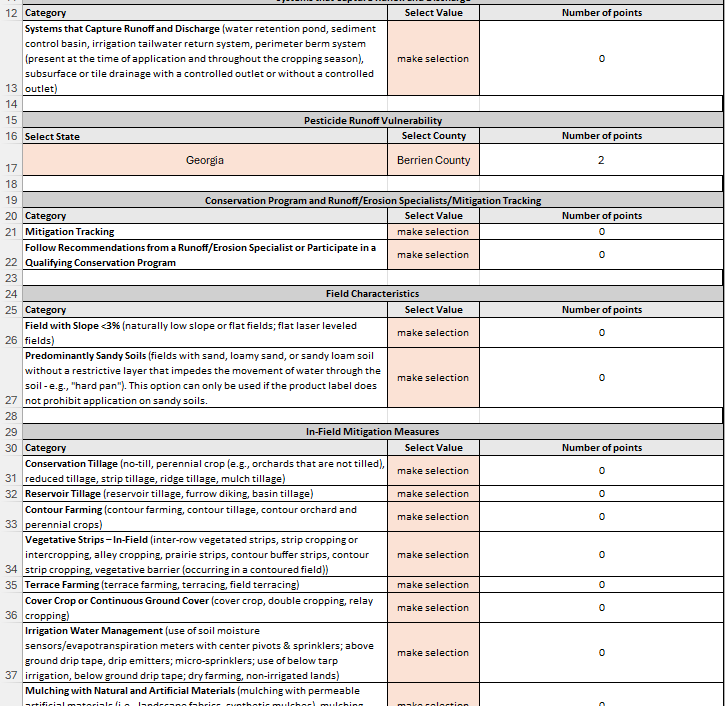 Systems that Capture Runoff and Discharge
12 Category Select Value Number of points
Systems that Capture Runoff and Discharge (water retention pond, sediment
control basin, irrigation tailwater return system, perimeter berm system
(present at the time of application and throughout the cropping season),
subsurface or tile drainage with a controlled outlet or without a controlled
outlet)
13 make selection 0
14
15 Pesticide Runoff Vulnerability
16 Select State Select County Number of points
17 Georgia Berrien County 2
18
19 Conservation Program and Runoff/Erosion Specialists/Mitigation Tracking
20 Category Select Value Number of points
21 Mitigation Tracking make selection 0
Follow Recommendations from a Runoff/Erosion Specialist or Participate in a
Qualifying Conservation Program
22 make selection 0
23
24 Field Characteristics
25 Category Select Value Number of points
Field with Slope <3% (naturally low slope or flat fields; flat laser leveled
fields)
26 make selection 0
Predominantly Sandy Soils (fields with sand, loamy sand, or sandy loam soil
without a restrictive layer that impedes the movement of water through the
soil - e.g., "hard pan"). This option can only be used if the product label does
not prohibit application on sandy soils.
27 make selection 0
28
29 In-Field Mitigation Measures
30 Category Select Value Number of points
Conservation Tillage (no-till, perennial crop (e.g., orchards that are not tilled),
reduced tillage, strip tillage, ridge tillage, mulch tillage)
31 make selection 0
32 Reservoir Tillage (reservoir tillage, furrow diking, basin tillage) make selection 0
Contour Farming (contour farming, contour tillage, contour orchard and
perennial crops)
33 make selection 0
Vegetative Strips – In-Field (inter-row vegetated strips, strip cropping or
intercropping, alley cropping, prairie strips, contour buffer strips, contour
strip cropping, vegetative barrier (occurring in a contoured field))
34 make selection 0
35 Terrace Farming (terrace farming, terracing, field terracing) make selection 0
Cover Crop or Continuous Ground Cover (cover crop, double cropping, relay
cropping)
36 make selection 0
Irrigation Water Management (use of soil moisture
sensors/evapotranspiration meters with center pivots & sprinklers; above
ground drip tape, drip emitters; micro-sprinklers; use of below tarp
irrigation, below ground drip tape; dry farming, non-irrigated lands)
37 make selection 0
Mulching with Natural and Artificial Materials (mulching with permeable
artificial materials (i.e., landscape fabrics, synthetic mulches), mulching
make selection 0